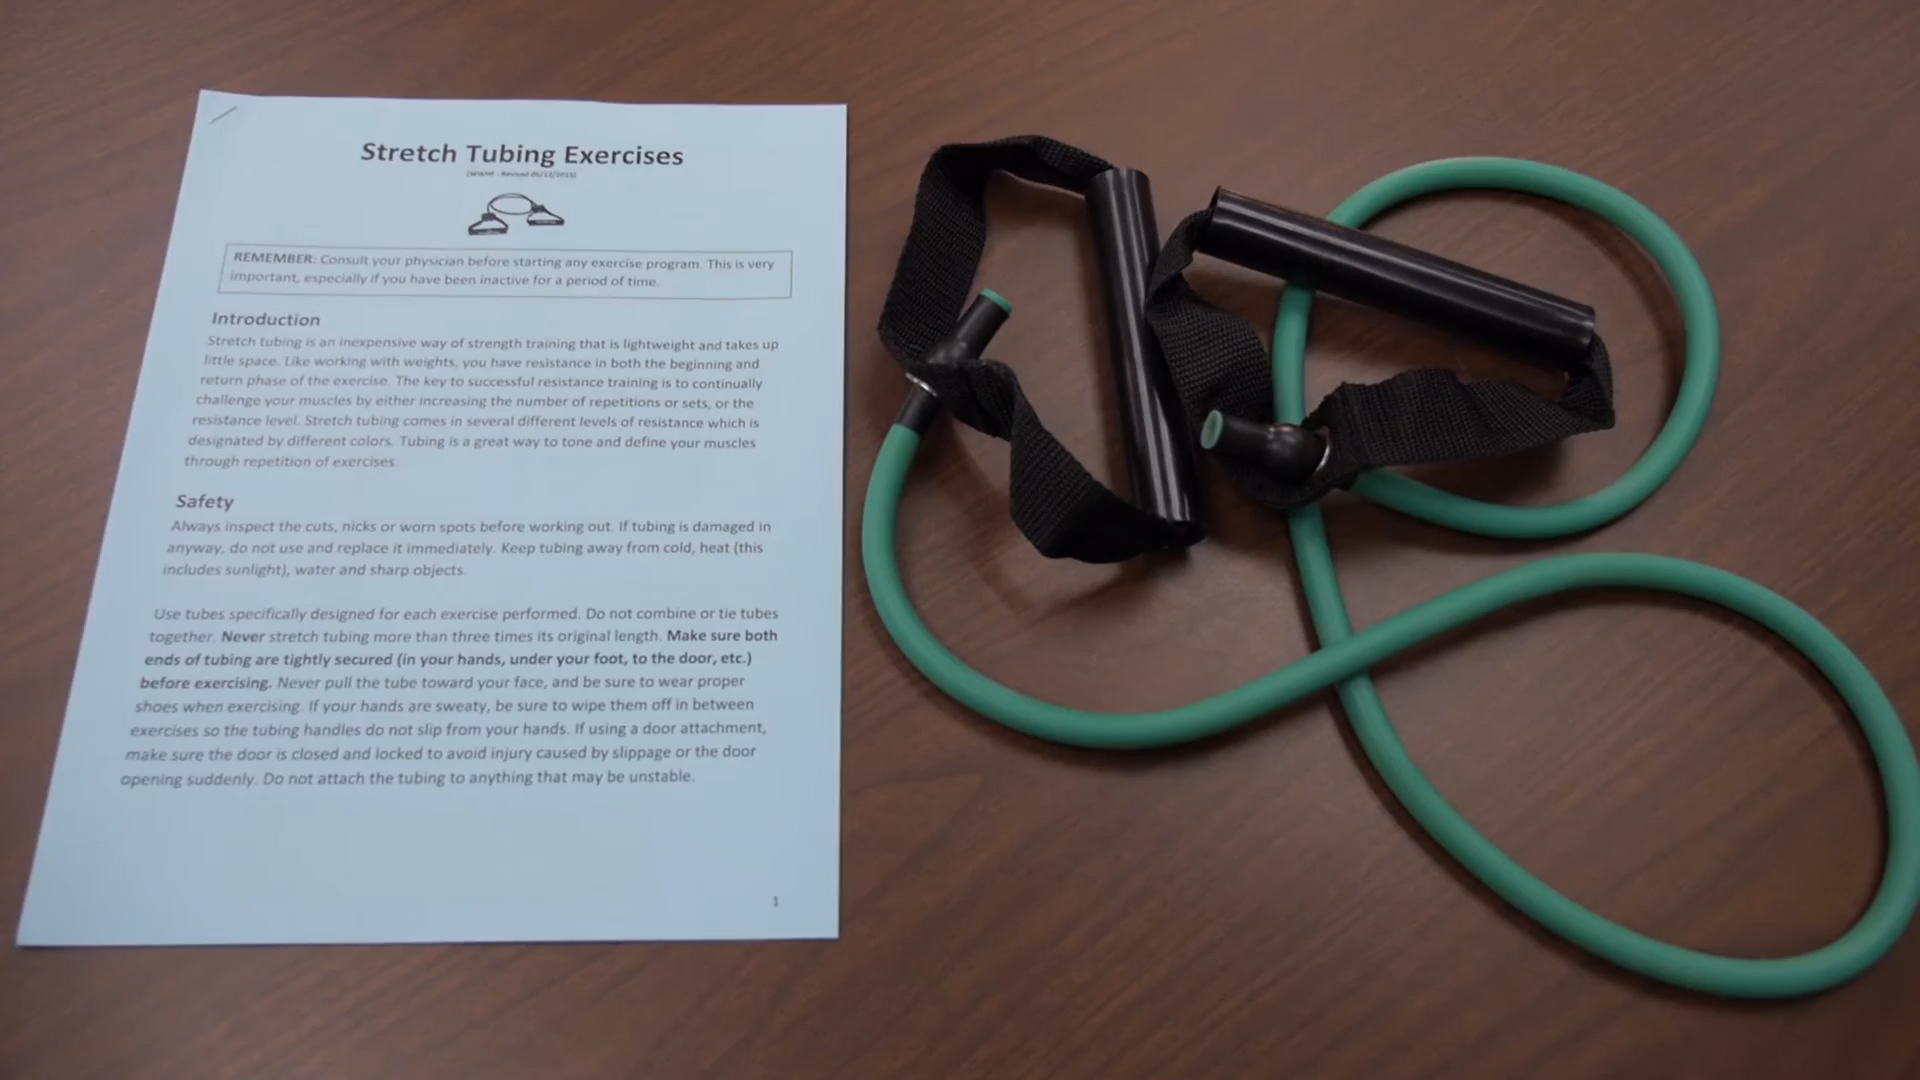 Stretch Tubing Exercises
REMEMBER: Consult your physician before starting any exercise program. This is very
important, especially if you have been inactive for a period of time.
Introduction
Stretch tubing is an inexpensive way of strength training that is lightweight and takes up
little space. Like working with weights, you have resistance in both the beginning and
return phase of the exercise. The key to successful resistance training is to continually
challenge your muscles by either increasing the number of repetitions or sets, or the
resistance level. Stretch tubing comes in several different levels of resistance which is
designated by different colors. Tubing is a great way to tone and define your muscles
through repetition of exercises.
Safety
Always inspect the cuts, nicks or worn spots before working out. If tubing is damaged in
anyway, do not use and replace it immediately. Keep tubing away from cold, heat (this
includes sunlight), water and sharp objects.
Use tubes specifically designed for each exercise performed. Do not combine or tie tubes
together. Never stretch tubing more than three times its original length. Make sure both
ends of tubing are tightly secured (in your hands, under your foot, to the door, etc.)
before exercising. Never pull the tube toward your face, and be sure to wear proper
shoes when exercising. If your hands are sweaty, be sure to wipe them off in between
exercises so the tubing handles do not slip from your hands. If using a door attachment,
make sure the door is closed and locked to avoid injury caused by slippage or the door
opening suddenly. Do not attach the tubing to anything that may be unstable.
1